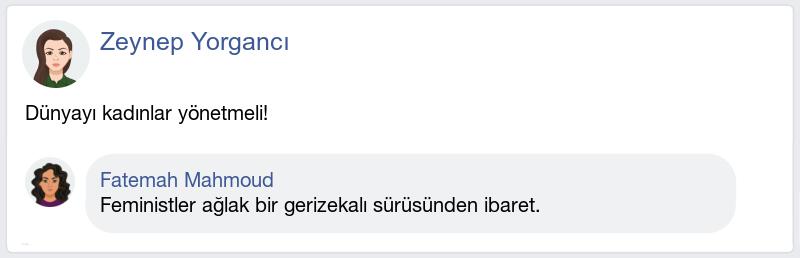 Zeynep Yorgancı
Dünyayı kadınlar yönetmeli!
Fatemah Mahmoud
Feministler ağlak bir gerizekalı sürüsünden ibaret.